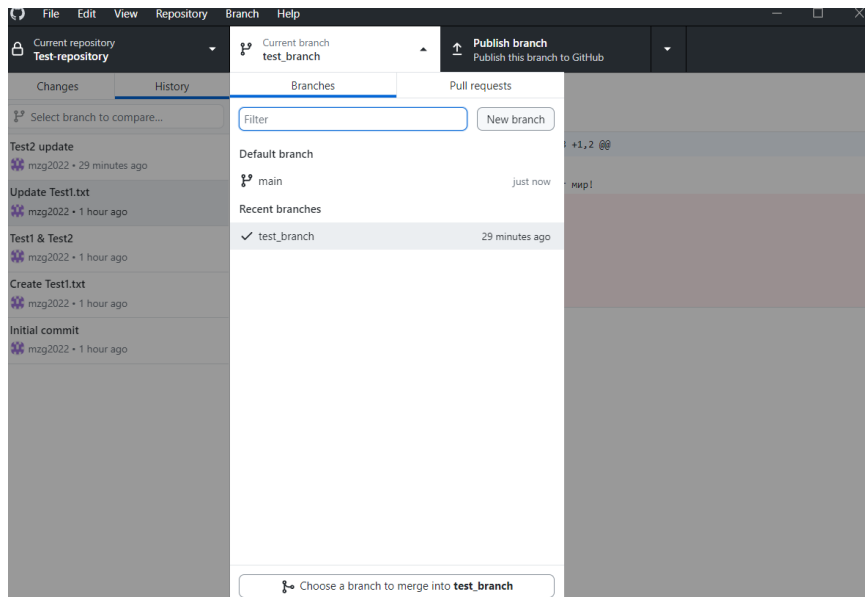 File Edit View Repository Branch Help
Current repository
Test-repository
Current branch
test_branch
Publish branch
Publish this branch to GitHub
Changes History
Select branch to compare...
Test2 update
mzg2022 • 29 minutes ago
Update Test1.txt
mzg2022 • 1 hour ago
Test1 & Test2
mzg2022 • 1 hour ago
Create Test1.txt
mzg2022 • 1 hour ago
Initial commit
mzg2022 • 1 hour ago
Branches Pull requests
Filter New branch
Default branch
main just now
Recent branches
test_branch 29 minutes ago
Choose a branch to merge into test_branch
+1,2 @@
мир!